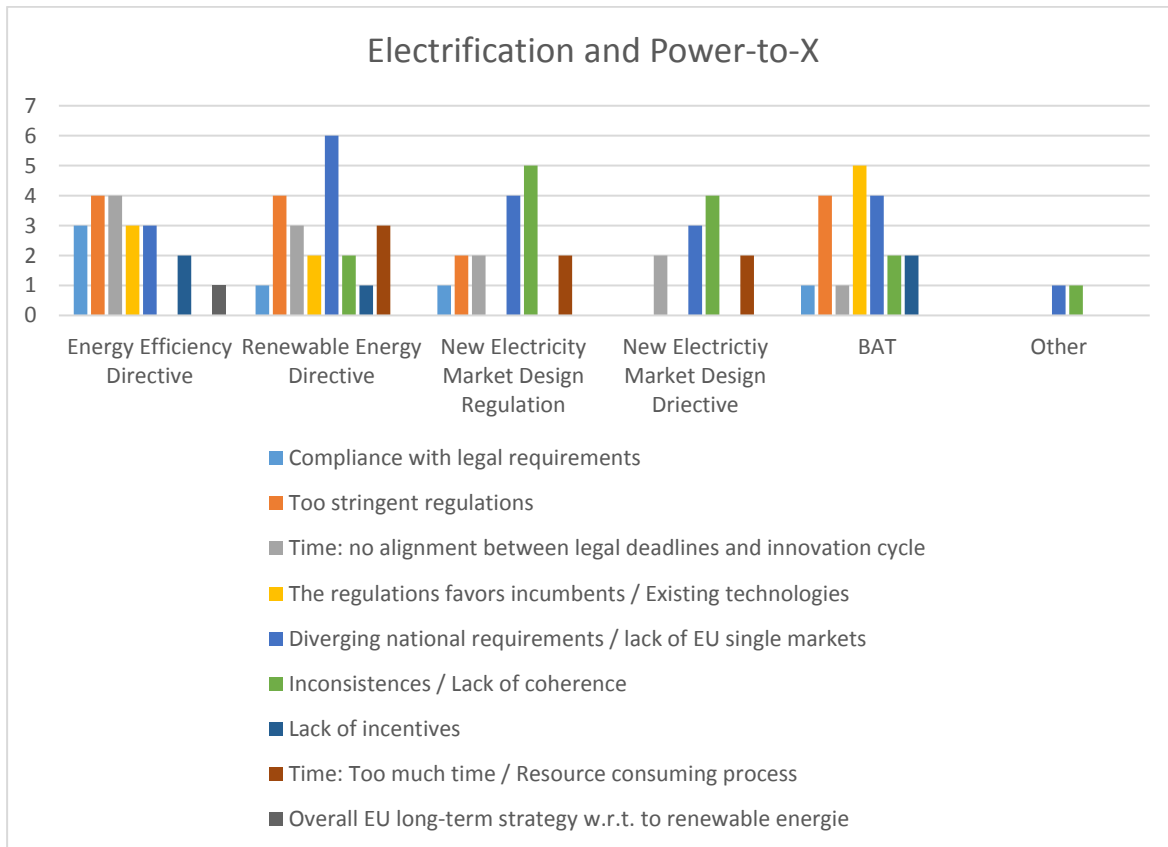 Electrification and Power-to-X
7
6
5
4
3
2
1
0
Energy Efficiency
Directive
Renewable Energy
Directive
New Electricity
Market Design
Regulation
New Electrictiy
Market Design
Driective
BAT
Other
Compliance with legal requirements
Too stringent regulations
Time: no alignment between legal deadlines and innovation cycle
The regulations favors incumbents / Existing technologies
Diverging national requirements / lack of EU single markets
Inconsistences / Lack of coherence
Lack of incentives
Time: Too much time / Resource consuming process
Overall EU long-term strategy w.r.t. to renewable energie